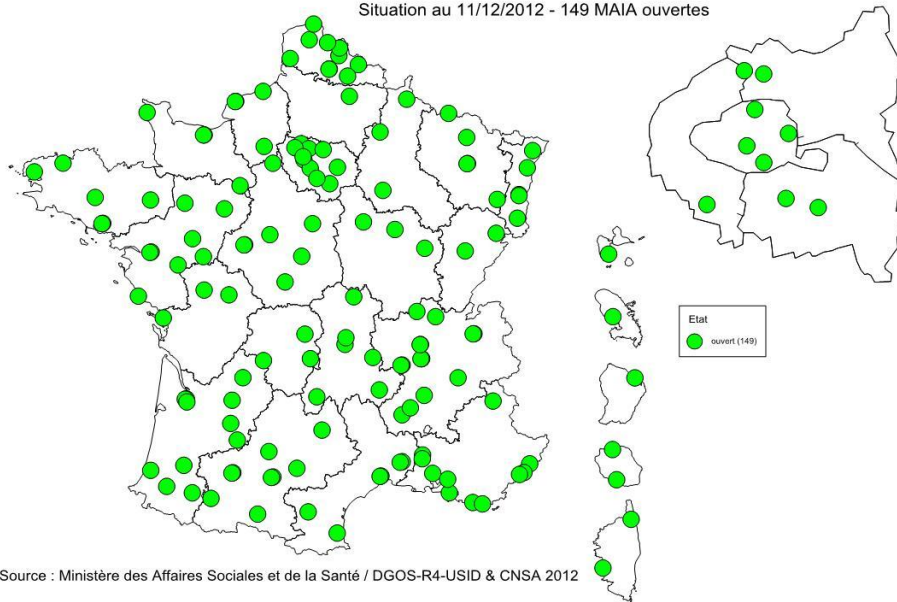 Situation au 11/12/2012 - 149 MAIA ouvertes
Etat
ouvert (149)
Source : Ministère des Affaires Sociales et de la Santé / DGOS-R4-USID & CNSA 2012